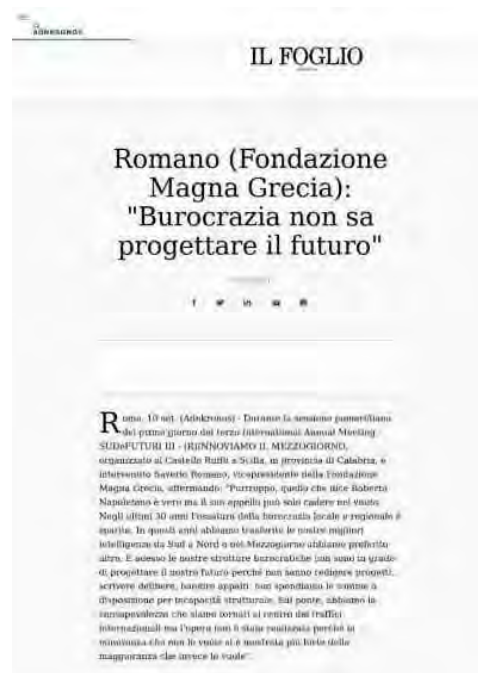 ADNKRONOS
IL FOGLIO
Romano (Fondazione
Magna Grecia):
"Burocrazia non sa
progettare il futuro"
Roma, 10 set. (Adnkronos) - Durante la sessione pomeridiana
del primo giorno del terzo International Annual Meeting
SUDeFUTURI III - (RI)NNOVIAMO IL MEZZOGIORNO,
organizzato al Castello Ruffo a Scilla, in provincia di Calabria, è
intervenuto Saverio Romano, vicepresidente della Fondazione
Magna Grecia, affermando: "Purtroppo, quello che dice Roberto
Napoletano è vero ma il suo appello può solo cadere nel vuoto.
Negli ultimi 30 anni l'ossatura della burocrazia locale e regionale è
sparita. In questi anni abbiamo trasferito le nostre migliori
intelligenze da Sud a Nord e nel Mezzogiorno abbiamo preferito
altro. E adesso le nostre strutture burocratiche non sono in grado
di progettare il nostro futuro perché non sanno redigere progetti,
scrivere delibere, bandire appalti: non spendiamo le somme a
disposizione per incapacità strutturale. Sul ponte, abbiamo la
consapevolezza che siamo tornati al centro dei traffici
internazionali ma l'opera non è stata realizzata perché la
minoranza che non lo vuole si è mostrata più forte della
maggioranza che invece lo vuole".